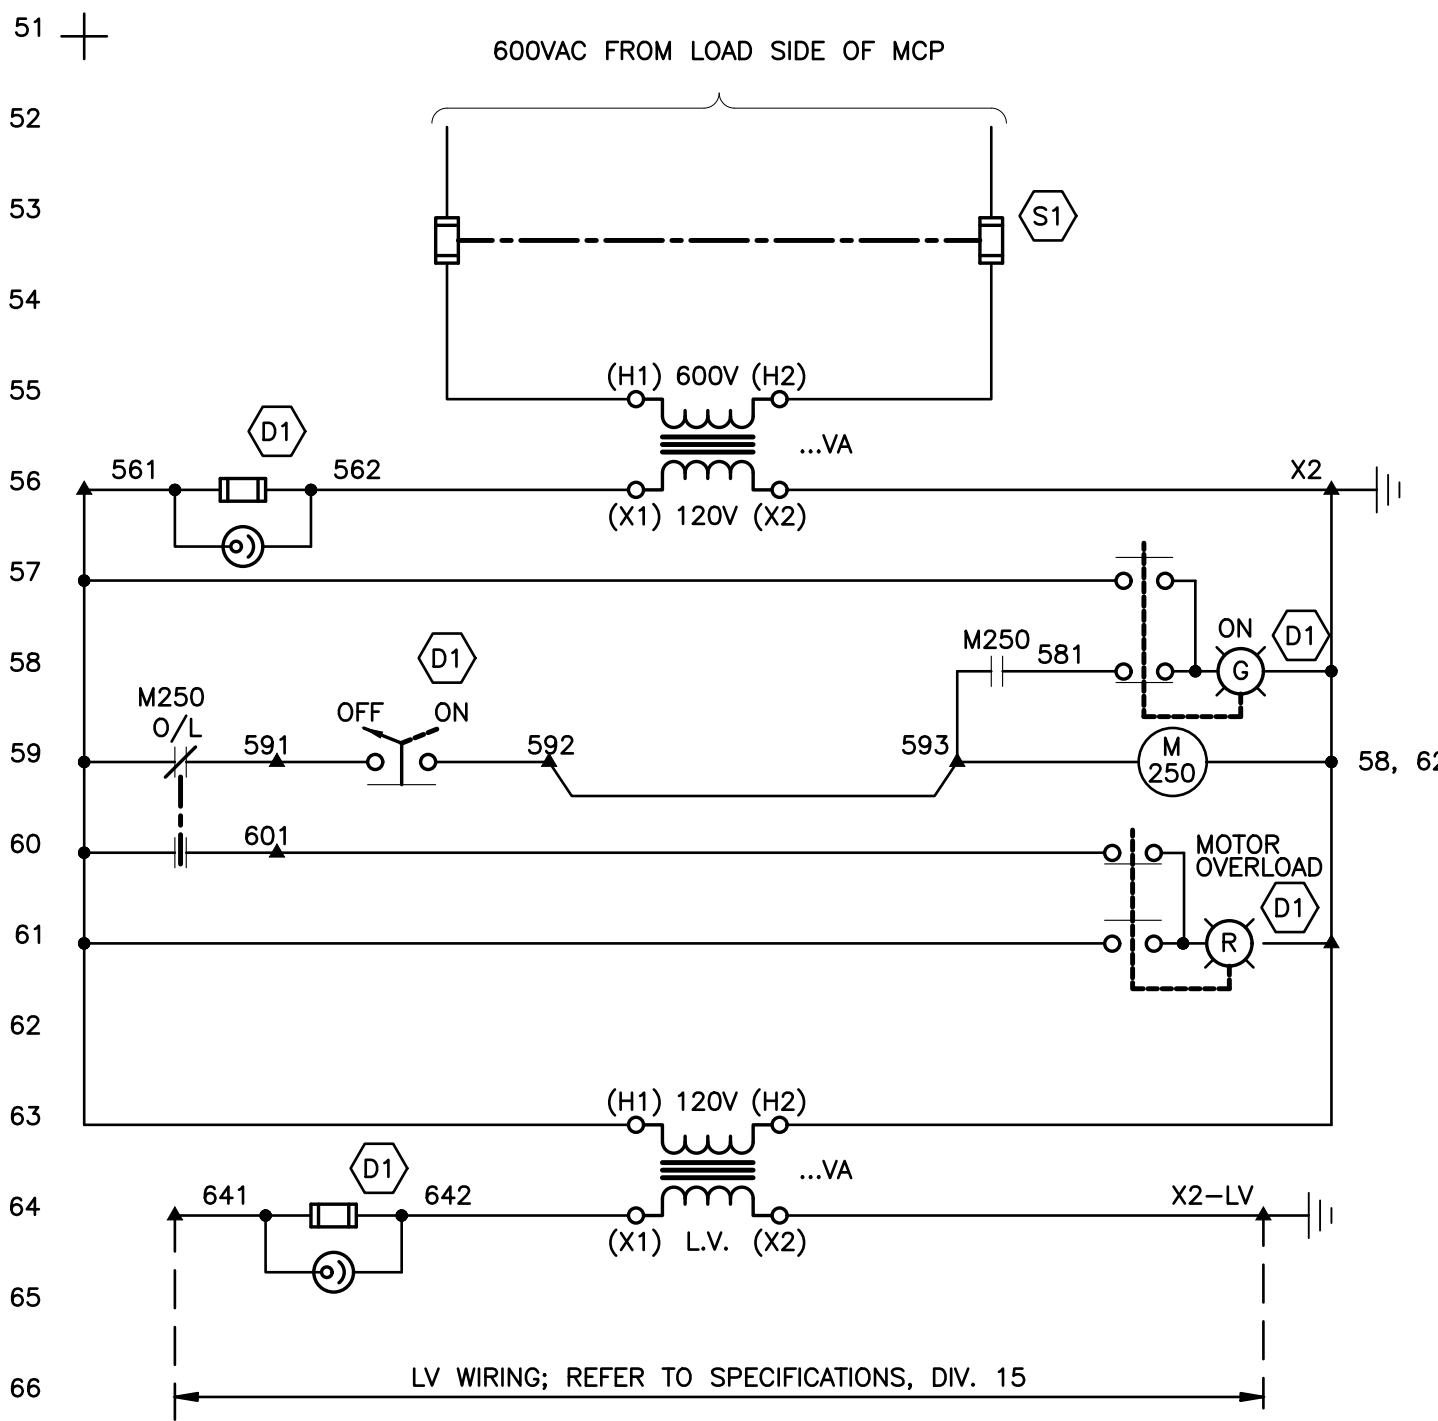 51
600VAC FROM LOAD SIDE OF MCP
52
53
S1
54
55
(H1) 600V (H2)
D1
...VA
56
561
562
X2
(X1) 120V (X2)
57
ON
D1
58
D1
M250
581
G
M250
O/L
OFF
ON
59
591
592
593
M
250
58, 62
60
601
MOTOR
OVERLOAD
D1
61
R
62
63
(H1) 120V (H2)
D1
...VA
64
641
642
X2-LV
(X1) L.V. (X2)
65
66
LV WIRING; REFER TO SPECIFICATIONS, DIV. 15